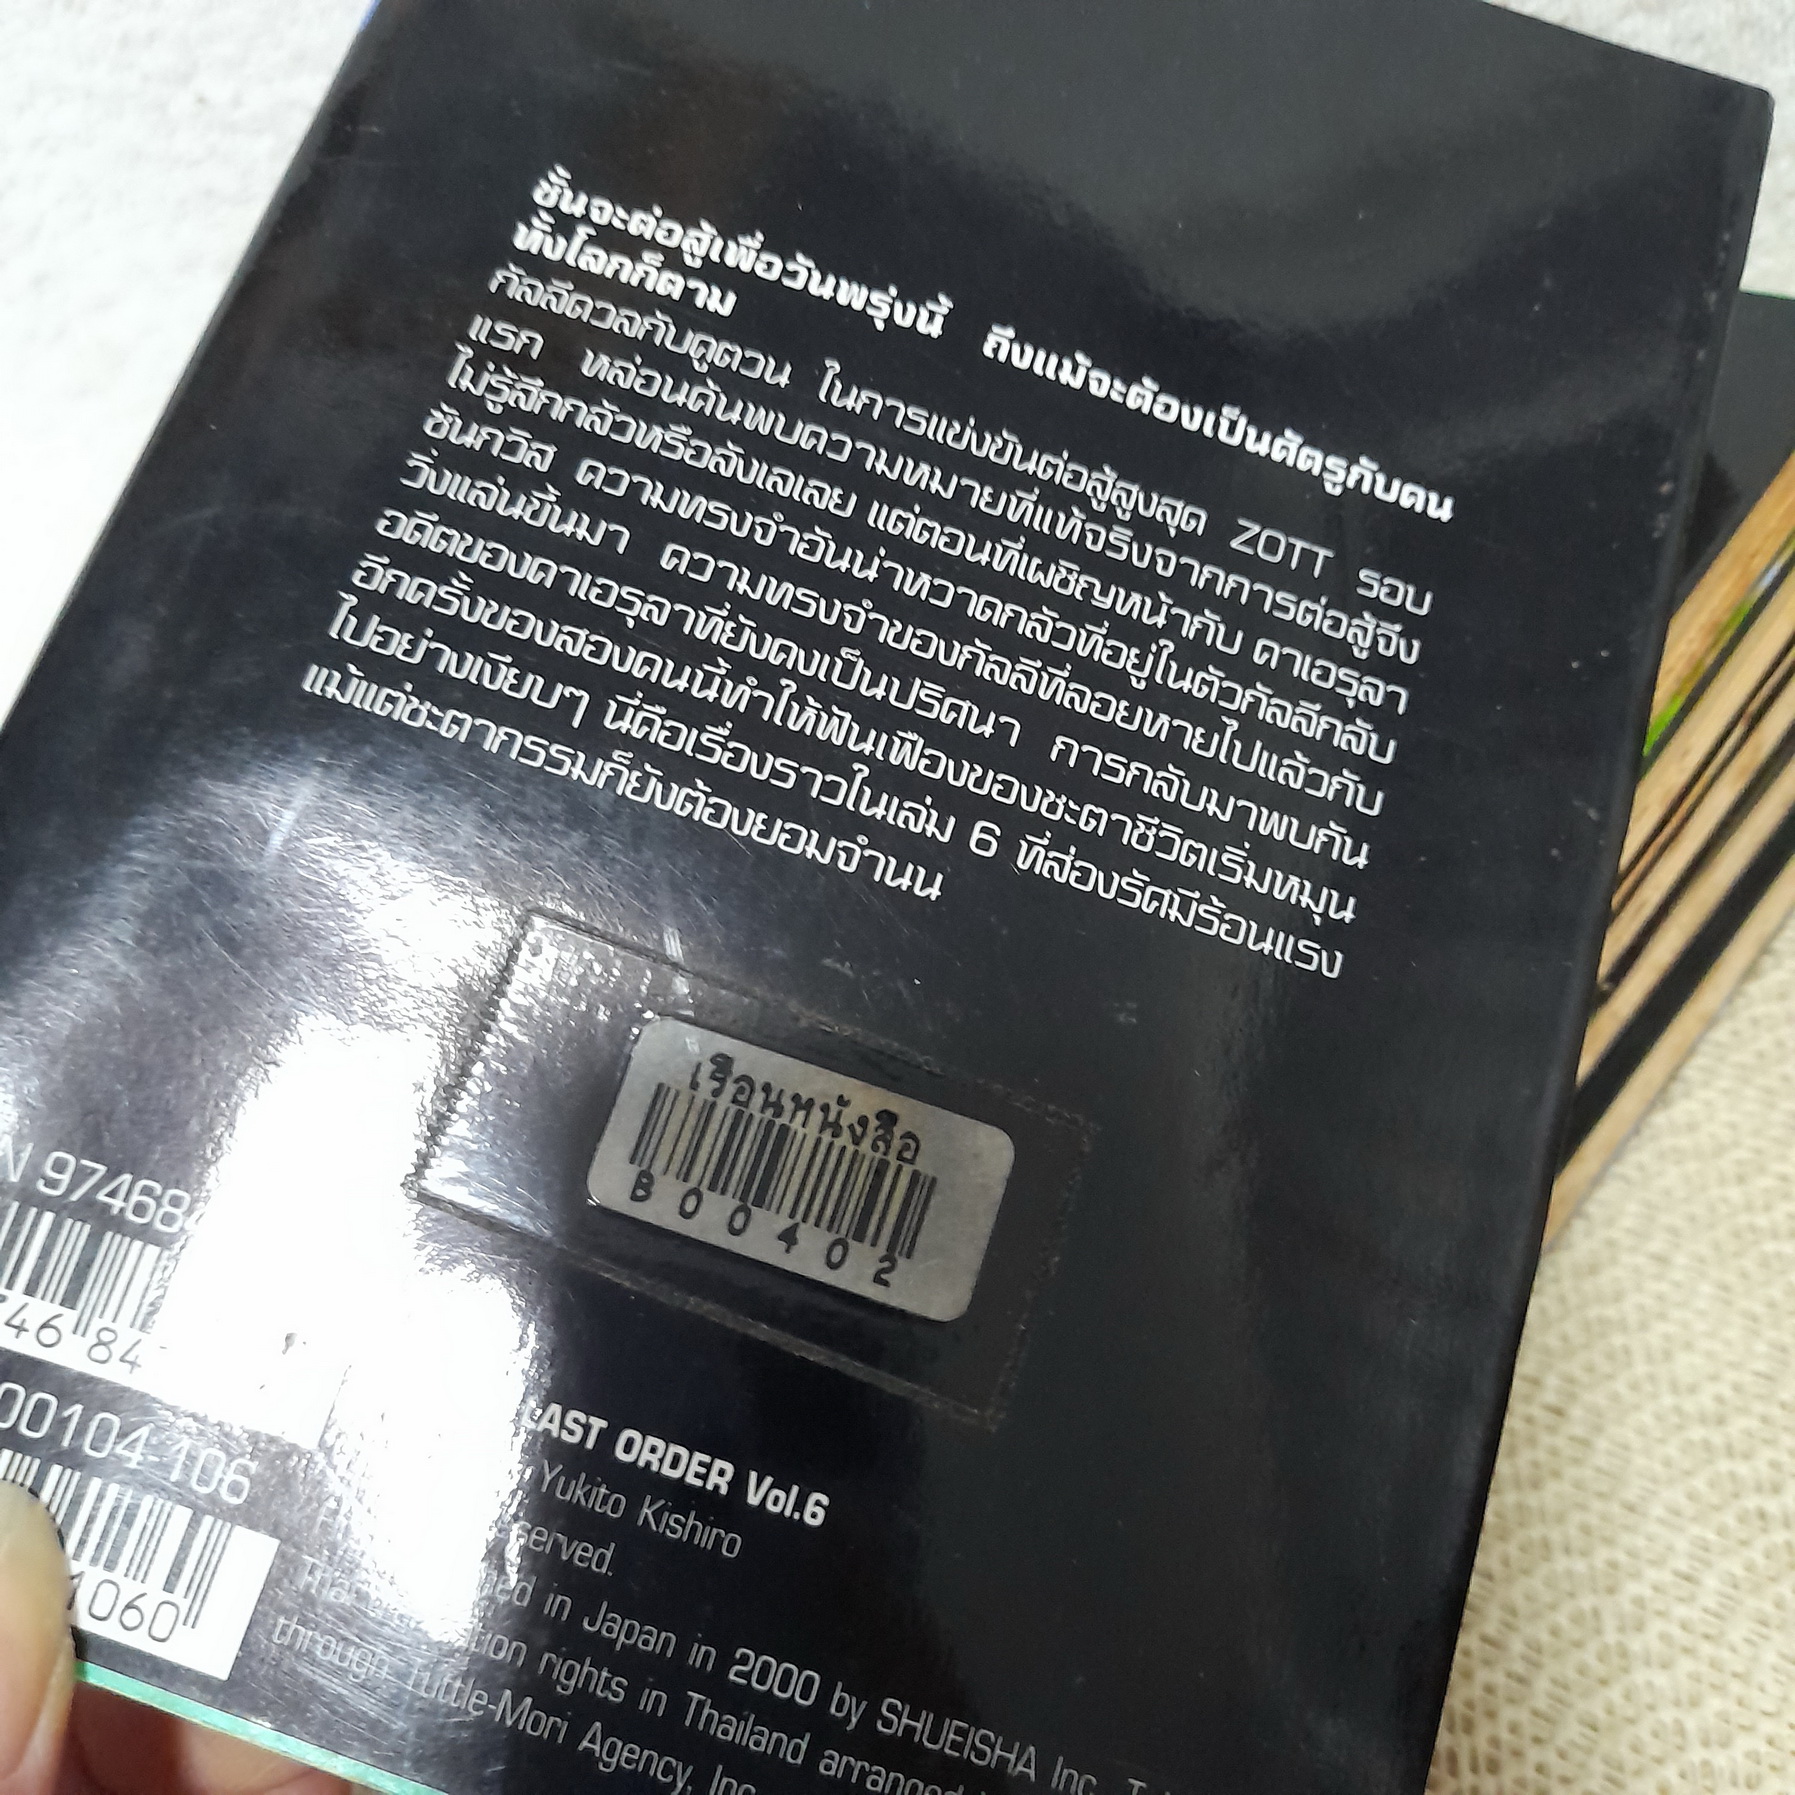 ชั้นจะต่อสู้เพื่อวันพรุ่งนี้ ถึงแม้จะต้องเป็นศัตรูกับคน
ทั้งโลกก็ตาม
กัลลีดวลกับคูตวน ในการแข่งขันต่อสู้สูงสุด ZOTT รอบ
แรก หล่อนค้นพบความหมายที่แท้จริงจากการต่อสู้จึง
ไม่รู้สึกกลัวหรือลังเลเลย แต่ตอนที่เผชิญหน้ากับ คาเอรุลา
ซันกวิส ความทรงจำอันน่าหวาดกลัวที่อยู่ในตัวกัลลีกลับ
วิ่งแล่นขึ้นมา ความทรงจำของกัลลีที่ลอยหายไปแล้วกับ
อดีตของคาเอรุลาที่ยังคงเป็นปริศนา การกลับมาพบกัน
อีกครั้งของสองคนนี้ทำให้ฟันเฟืองของชะตาชีวิตเริ่มหมุน
ไปอย่างเงียบๆ นี่คือเรื่องราวในเล่ม 6 ที่ส่องรัศมีร้อนแรง
แม้แต่ชะตากรรมก็ยังต้องยอมจำนน
เรือนหนังสือ
B00402
N 97468
746 84
00104 106
1060
LAST ORDER Vol.6
Yukito Kishiro
served.
in Japan in 2000 by SHUEISHA Inc.
rights in Thailand arranged
through Tuttle-Mori Agency, Inc